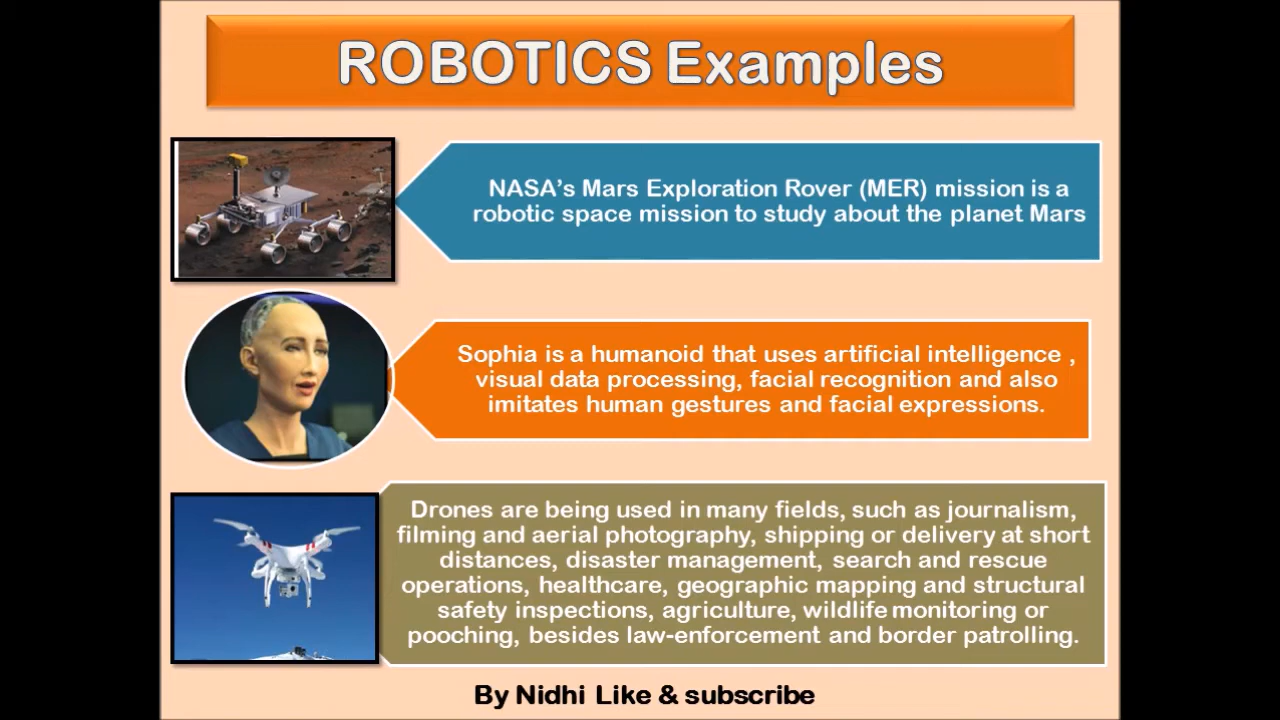 ROBOTICS Examples
NASA's Mars Exploration Rover (MER) mission is a
robotic space mission to study about the planet Mars
Sophia is a humanoid that uses artificial intelligence ,
visual data processing, facial recognition and also
imitates human gestures and facial expressions.
Drones are being used in many fields, such as journalism,
filming and aerial photography, shipping or delivery at short
distances, disaster management, search and rescue
operations, healthcare, geographic mapping and structural
safety inspections, agriculture, wildlife monitoring or
pooching, besides law-enforcement and border patrolling.
By Nidhi Like & subscribe